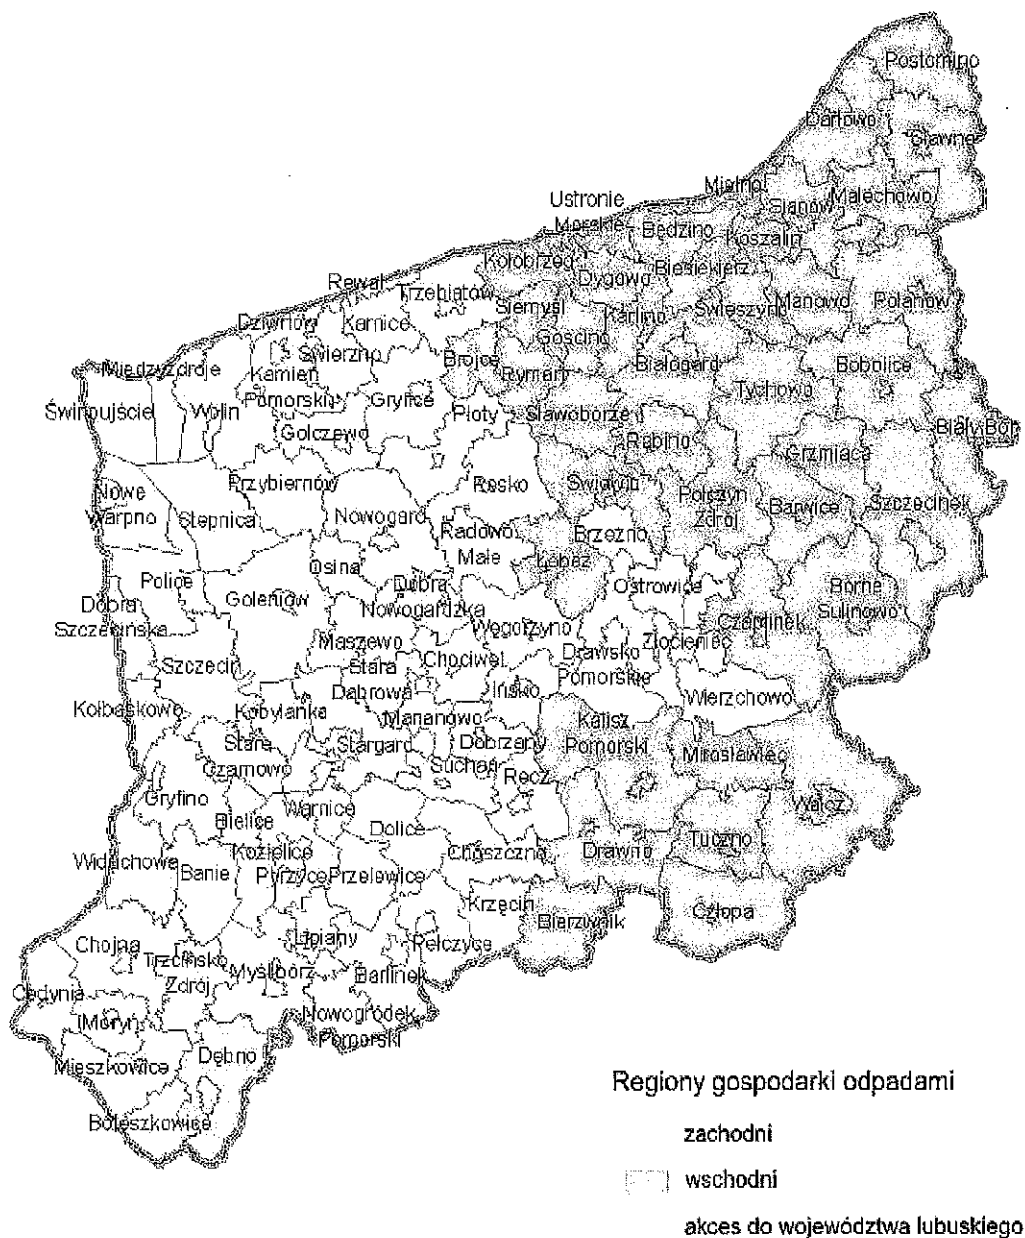 Postomino
Darłowo
Sławno
Mielno
Malechowo
Sianów
Ustronie
Morskie
Będzino
Koszalin
Kołobrzeg
Dygowo
Biesiekierz
Rewal
Trzebiatów
Siemyśl
Karlino
Świeszyno
Manowo
Polanów
Dziwnów
Karnice
Gościno
Świerzno
Brojce
Rymań
Białogard
Bobolice
Międzyzdroje
Kamień
Pomorski
Tychowo
Świnoujście
Wolin
Gryfice
Płoty
Sławoborze
Biały Bór
Golczewo
Rąbino
Grzmiąca
Przybiernów
Resko
Świdwin
Połczyn
Zdrój
Barwice
Szczecinek
Nowe
Warpno
Stepnica
Nowogard
Radowo
Małe
Brzeżno
Łobez
Osina
Police
Goleniów
Dobra
Nowogardzka
Ostrowice
Borne
Sulinowo
Dobra
Szczecińska
Maszewo
Węgorzyno
Złocieniec
Czaplinek
Szczecin
Stara
Dąbrowa
Chociwel
Drawsko
Pomorskie
Ińsko
Wierzchowo
Kołbaskowo
Kobylanka
Marianowo
Kalisz
Pomorski
Stare
Czarnowo
Stargard
Dobrzany
Suchań
Mirosławiec
Recz
Gryfino
Bielice
Warnice
Dolice
Wałcz
Tuczno
Widuchowa
Banie
Kozielice
Pyrzyce
Przelewice
Choszczno
Drawno
Krzęcin
Bierzwnik
Człopa
Chojna
Trzcińsko
Zdrój
Lipiany
Pełczyce
Myślibórz
Barlinek
Cedynia
Moryń
Nowogródek
Pomorski
Mieszkowice
Dębno
Boleszkowice
Regiony gospodarki odpadami
zachodni
wschodni
akces do województwa lubuskiego